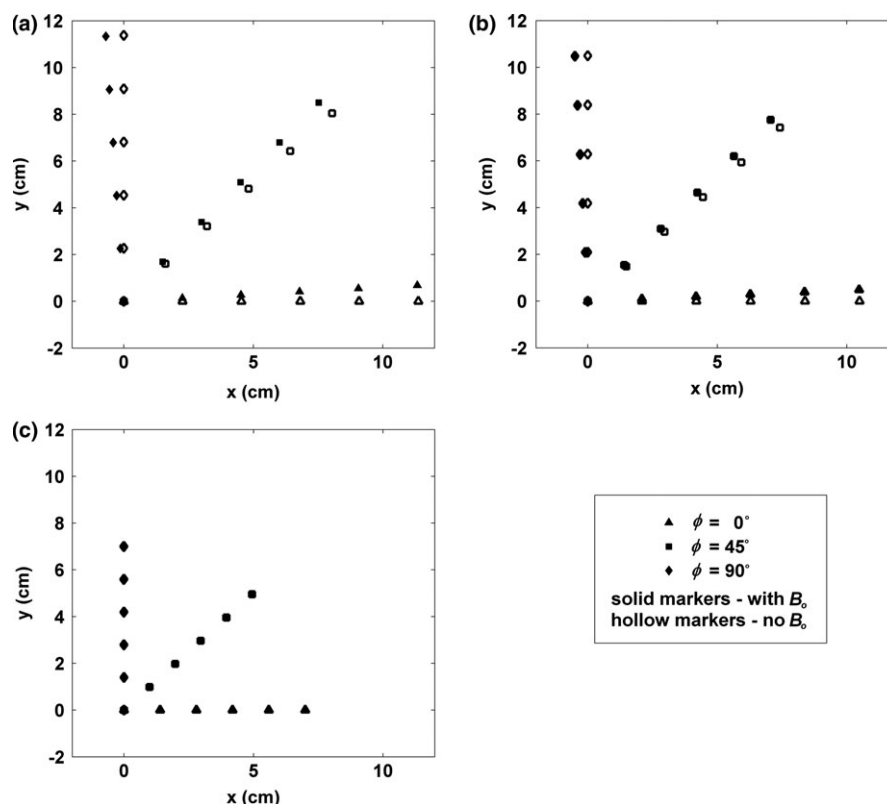 (a)
12
10
8
6
4
2
0
-2
y (cm)
0 5 10
x (cm)
(b)
12
10
8
6
4
2
0
-2
y (cm)
0 5 10
x (cm)
(c)
12
10
8
6
4
2
0
-2
y (cm)
0 5 10
x (cm)
ϕ = 0°
ϕ = 45°
ϕ = 90°
solid markers - with Bₒ
hollow markers - no Bₒ